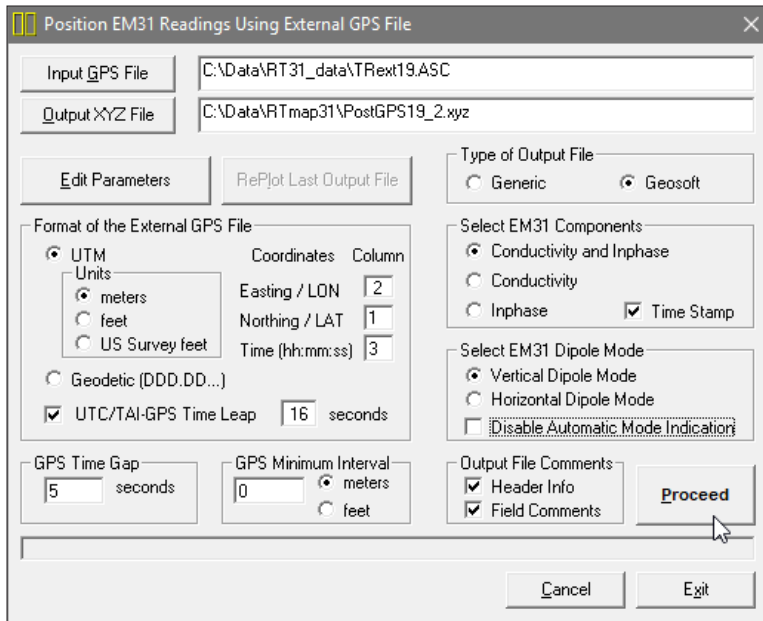 Position EM31 Readings Using External GPS File
Input GPS File
C:\Data\RT31_data\TRext19.ASC
Output XYZ File
C:\Data\RTmap31\PostGPS19_2.xyz
Edit Parameters
RePlot Last Output File
Type of Output File
Generic
Geosoft
Format of the External GPS File
UTM
Coordinates Column
Units
meters
feet
US Survey feet
Easting / LON 2
Northing / LAT 1
Time (hh:mm:ss) 3
Geodetic (DDD.DD...)
UTC/TAI-GPS Time Leap 16 seconds
Select EM31 Components
Conductivity and Inphase
Conductivity
Inphase
Time Stamp
Select EM31 Dipole Mode
Vertical Dipole Mode
Horizontal Dipole Mode
Disable Automatic Mode Indication
GPS Time Gap
5 seconds
GPS Minimum Interval
0
meters
feet
Output File Comments
Header Info
Field Comments
Proceed
Cancel
Exit